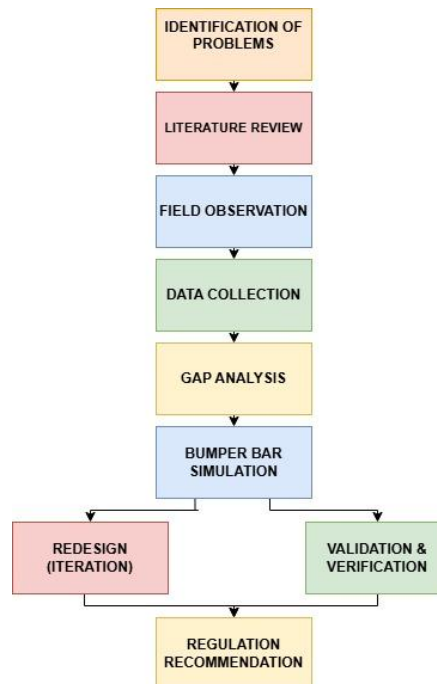 IDENTIFICATION OF
PROBLEMS
LITERATURE REVIEW
FIELD OBSERVATION
DATA COLLECTION
GAP ANALYSIS
BUMPER BAR
SIMULATION
REDESIGN
(ITERATION)
VALIDATION &
VERIFICATION
REGULATION
RECOMMENDATION